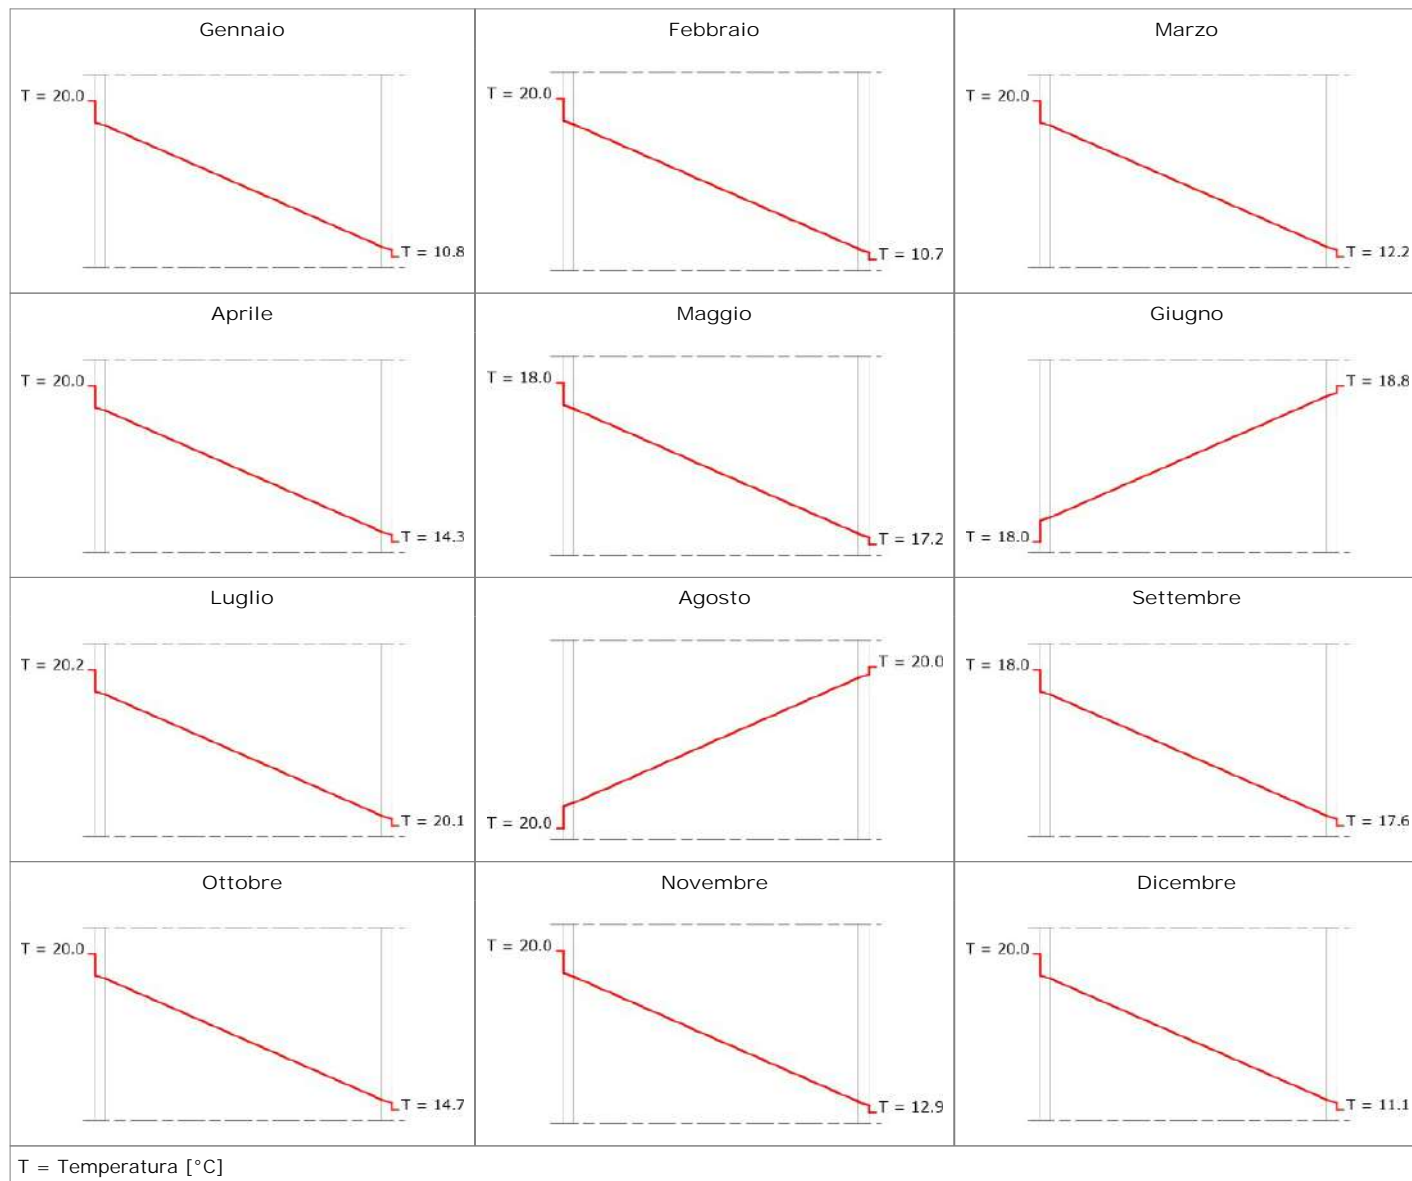 Gennaio
T = 20.0
T = 10.8
Febbraio
T = 20.0
T = 10.7
Marzo
T = 20.0
T = 12.2
Aprile
T = 20.0
T = 14.3
Maggio
T = 18.0
T = 17.2
Giugno
T = 18.8
T = 18.0
Luglio
T = 20.2
T = 20.1
Agosto
T = 20.0
T = 20.0
Settembre
T = 18.0
T = 17.6
Ottobre
T = 20.0
T = 14.7
Novembre
T = 20.0
T = 12.9
Dicembre
T = 20.0
T = 11.1
T = Temperatura [°C]